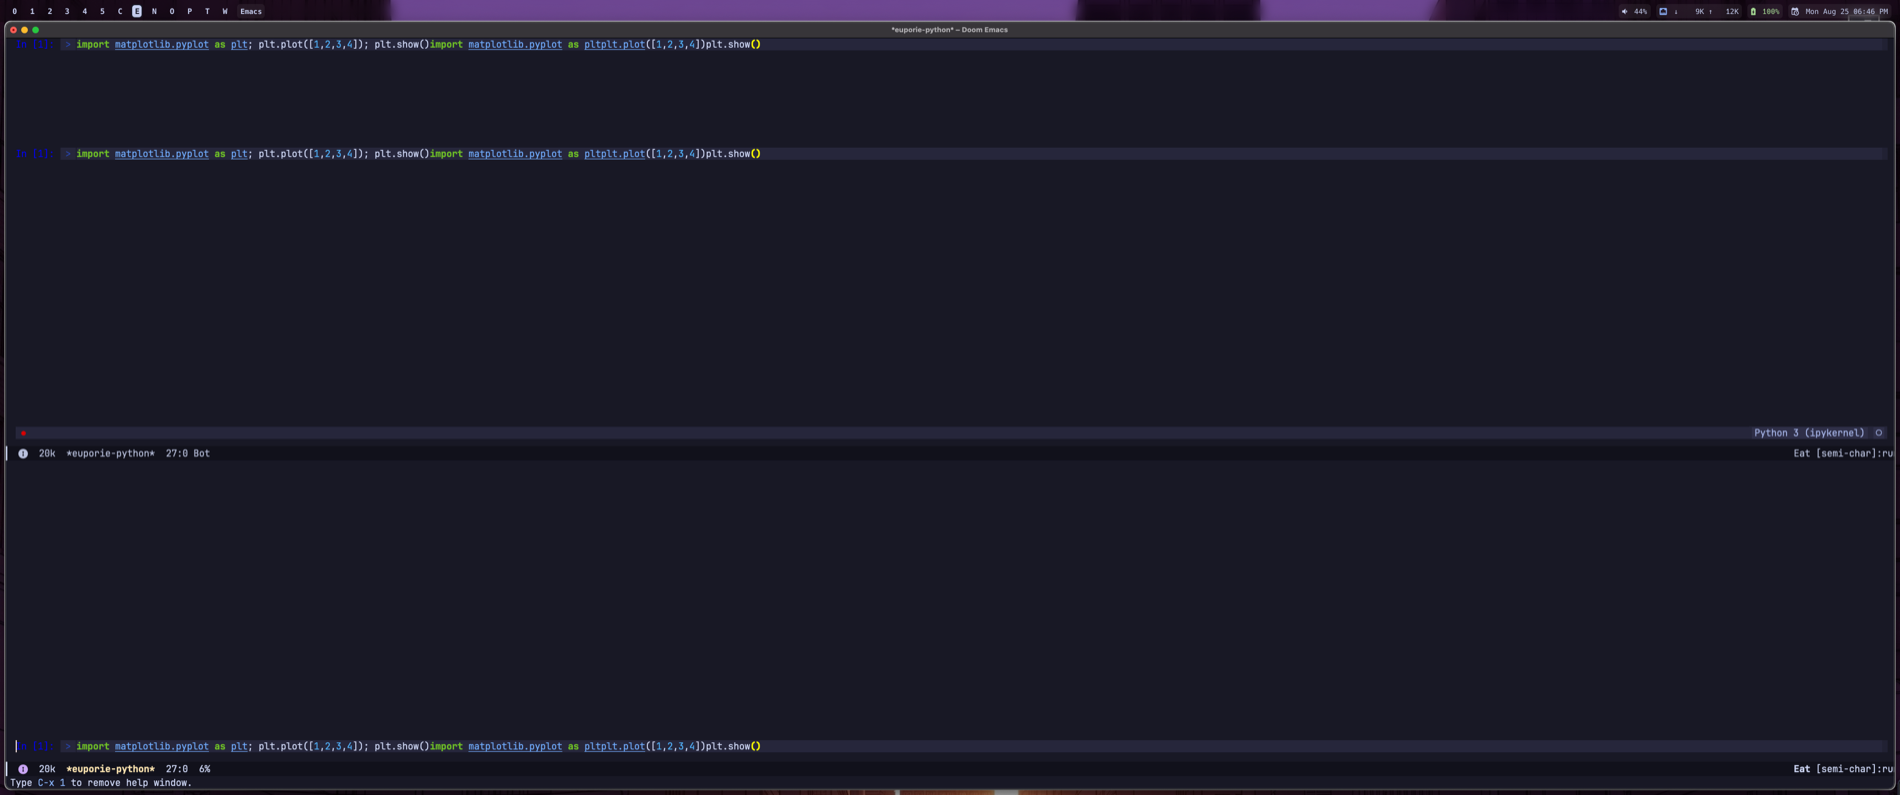 0 1 2 3 4 5 C E N O P T W Emacs 44% ↓ 9K ↑ 12K 100% Mon Aug 25 06:46 PM
*euporie-python* – Doom Emacs
In [1]: > import matplotlib.pyplot as plt; plt.plot([1,2,3,4]); plt.show()import matplotlib.pyplot as pltplt.plot([1,2,3,4])plt.show()
In [1]: > import matplotlib.pyplot as plt; plt.plot([1,2,3,4]); plt.show()import matplotlib.pyplot as pltplt.plot([1,2,3,4])plt.show()
Python 3 (ipykernel)
20k *euporie-python* 27:0 Bot Eat [semi-char]:ru
In [1]: > import matplotlib.pyplot as plt; plt.plot([1,2,3,4]); plt.show()import matplotlib.pyplot as pltplt.plot([1,2,3,4])plt.show()
20k *euporie-python* 27:0 6% Eat [semi-char]:ru
Type C-x 1 to remove help window.